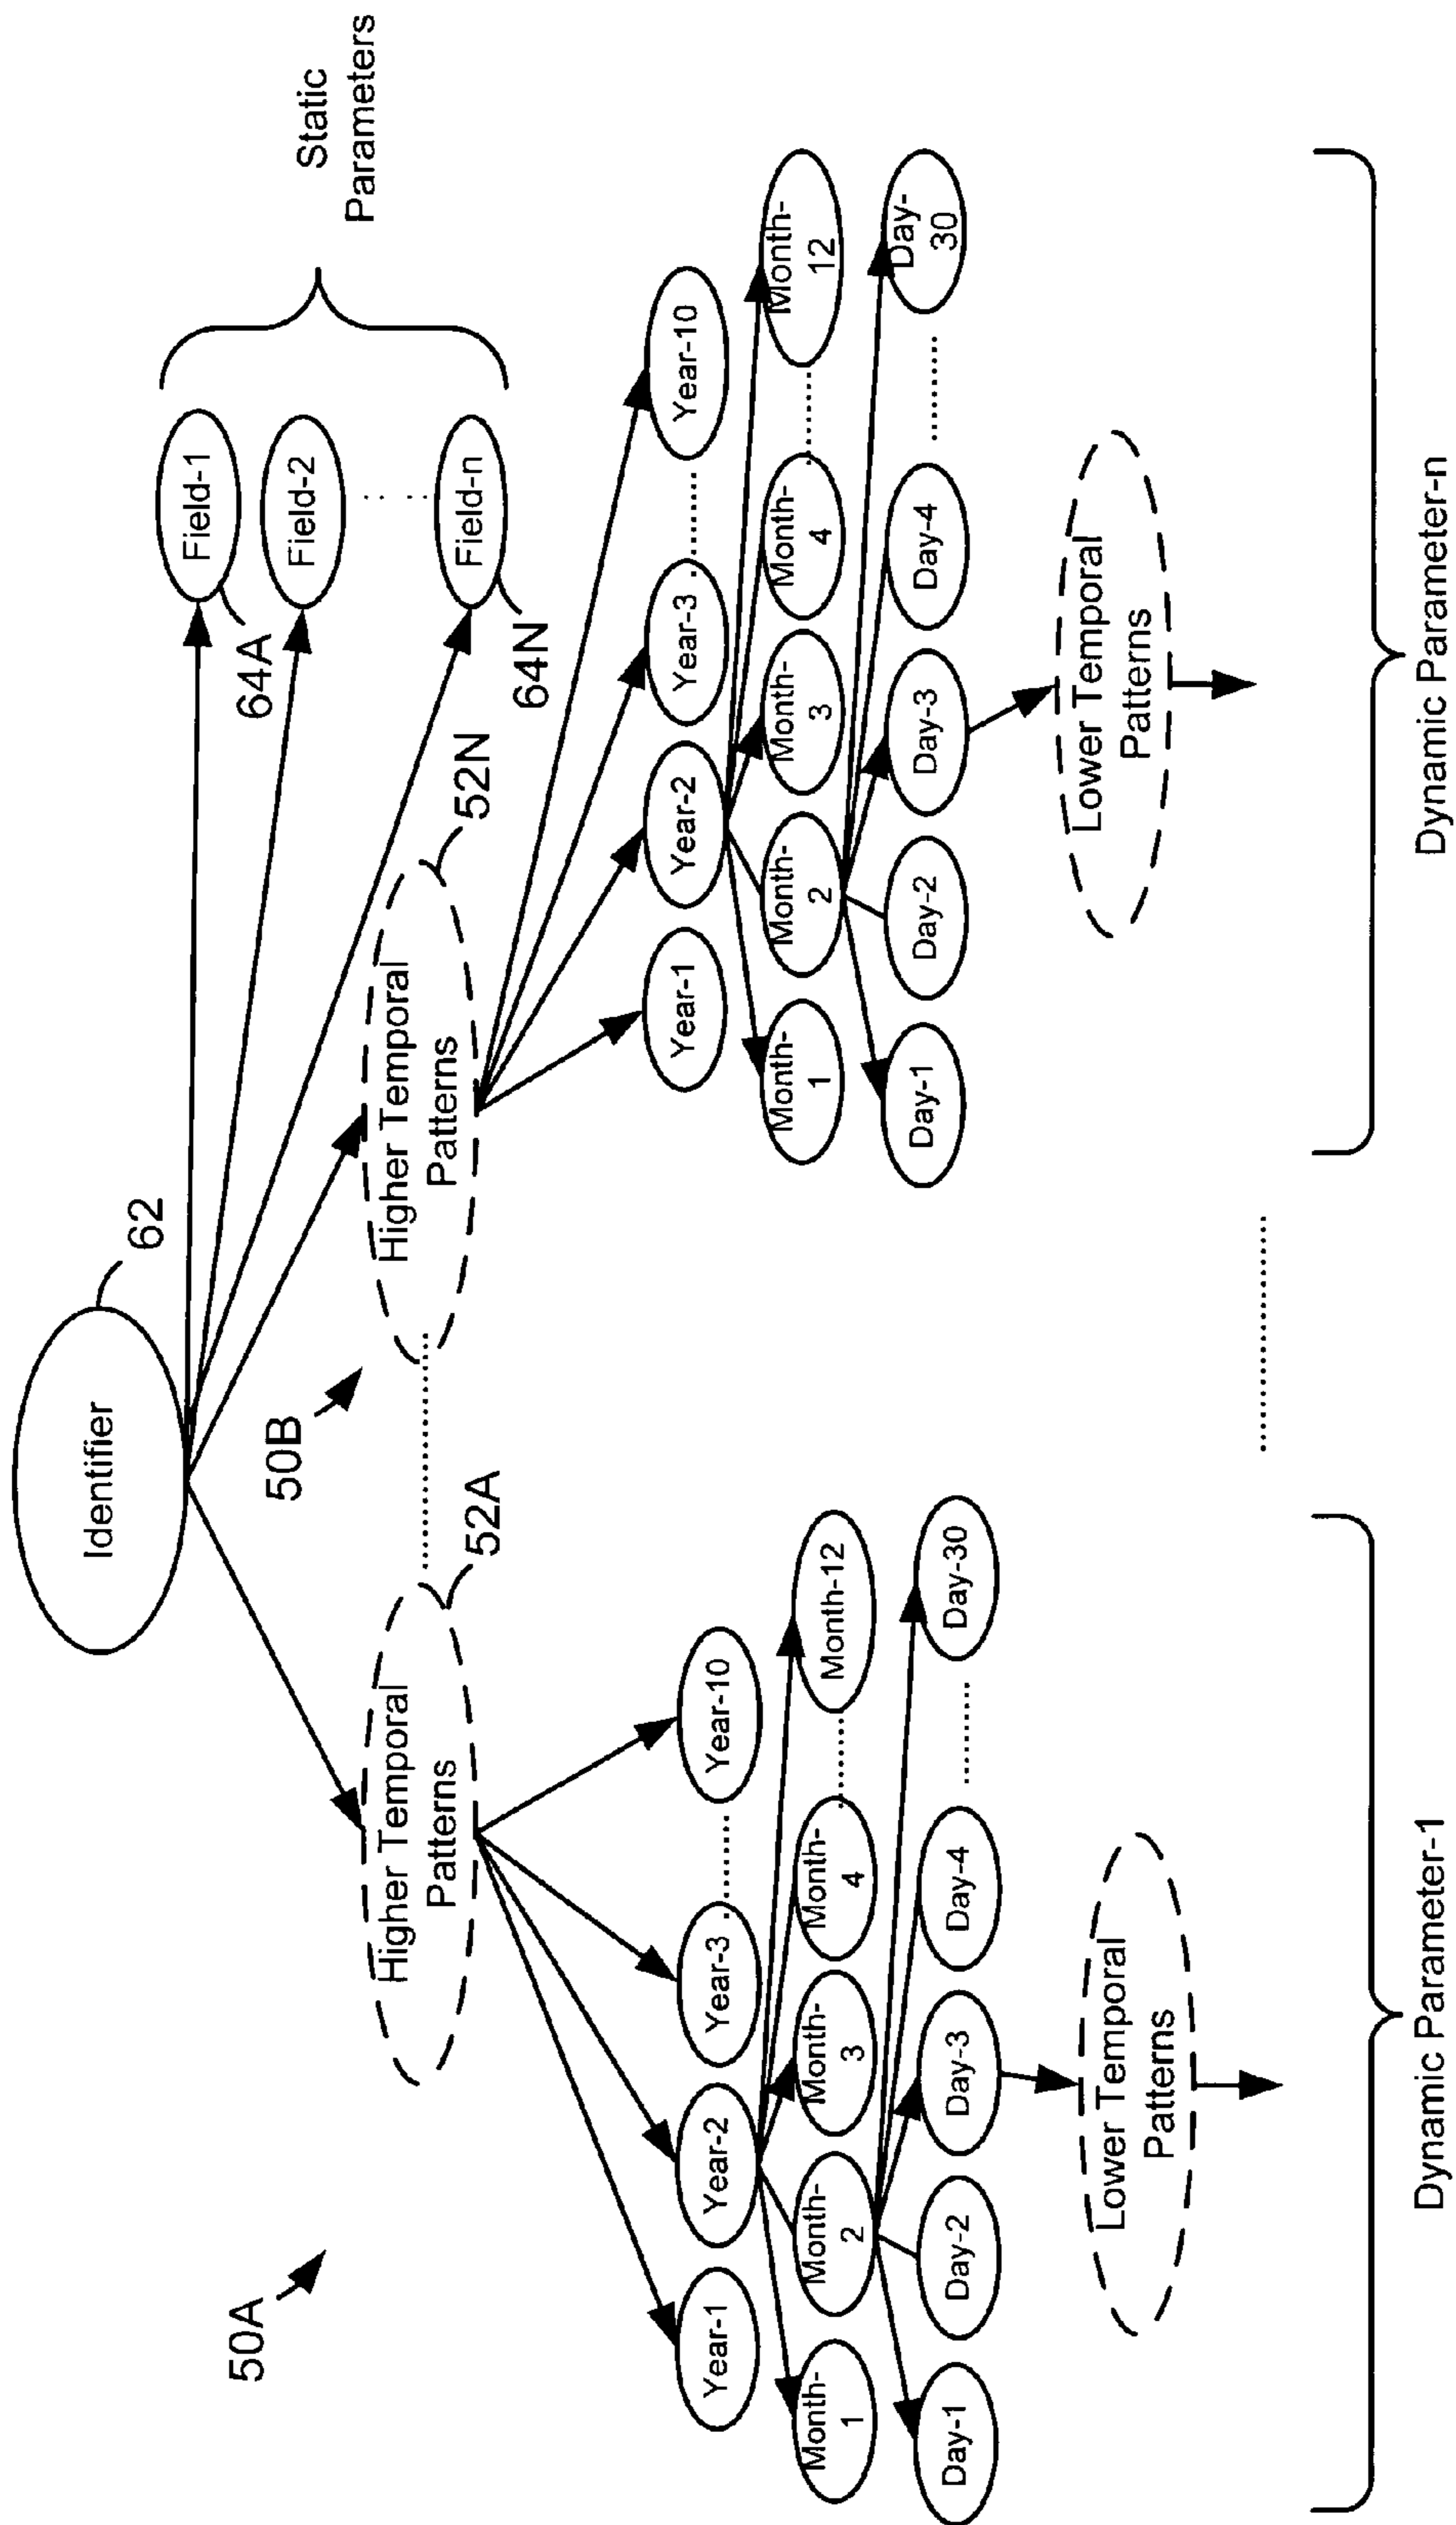 Identifier
62
Field-1
64A
Field-2
Field-n
64N
Static
Parameters
50A
50B
Higher Temporal
Patterns
52A
Higher Temporal
Patterns
52N
Year-1
Year-2
Year-3
Year-10
Month-
1
Month-
2
Month-
3
Month-
4
Month-12
Day-1
Day-2
Day-3
Day-4
Day-30
Lower Temporal
Patterns
Dynamic Parameter-1
Year-1
Year-2
Year-3
Year-10
Month-
1
Month-
2
Month-
3
Month-
4
Month-
12
Day-1
Day-2
Day-3
Day-4
Day-
30
Lower Temporal
Patterns
Dynamic Parameter-n